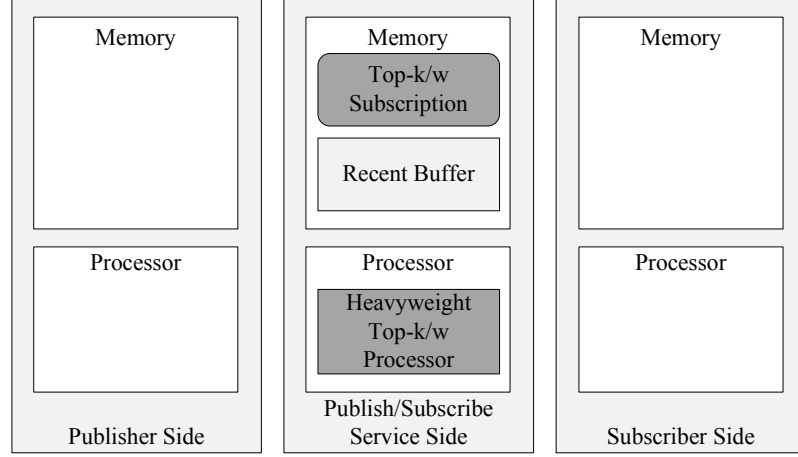 Memory
Processor
Publisher Side
Memory
Top-k/w
Subscription
Recent Buffer
Processor
Heavyweight
Top-k/w
Processor
Publish/Subscribe
Service Side
Memory
Processor
Subscriber Side